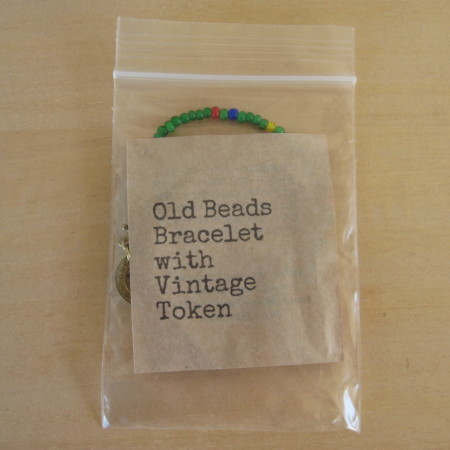 Old Beads
Bracelet
with
Vintage
Token